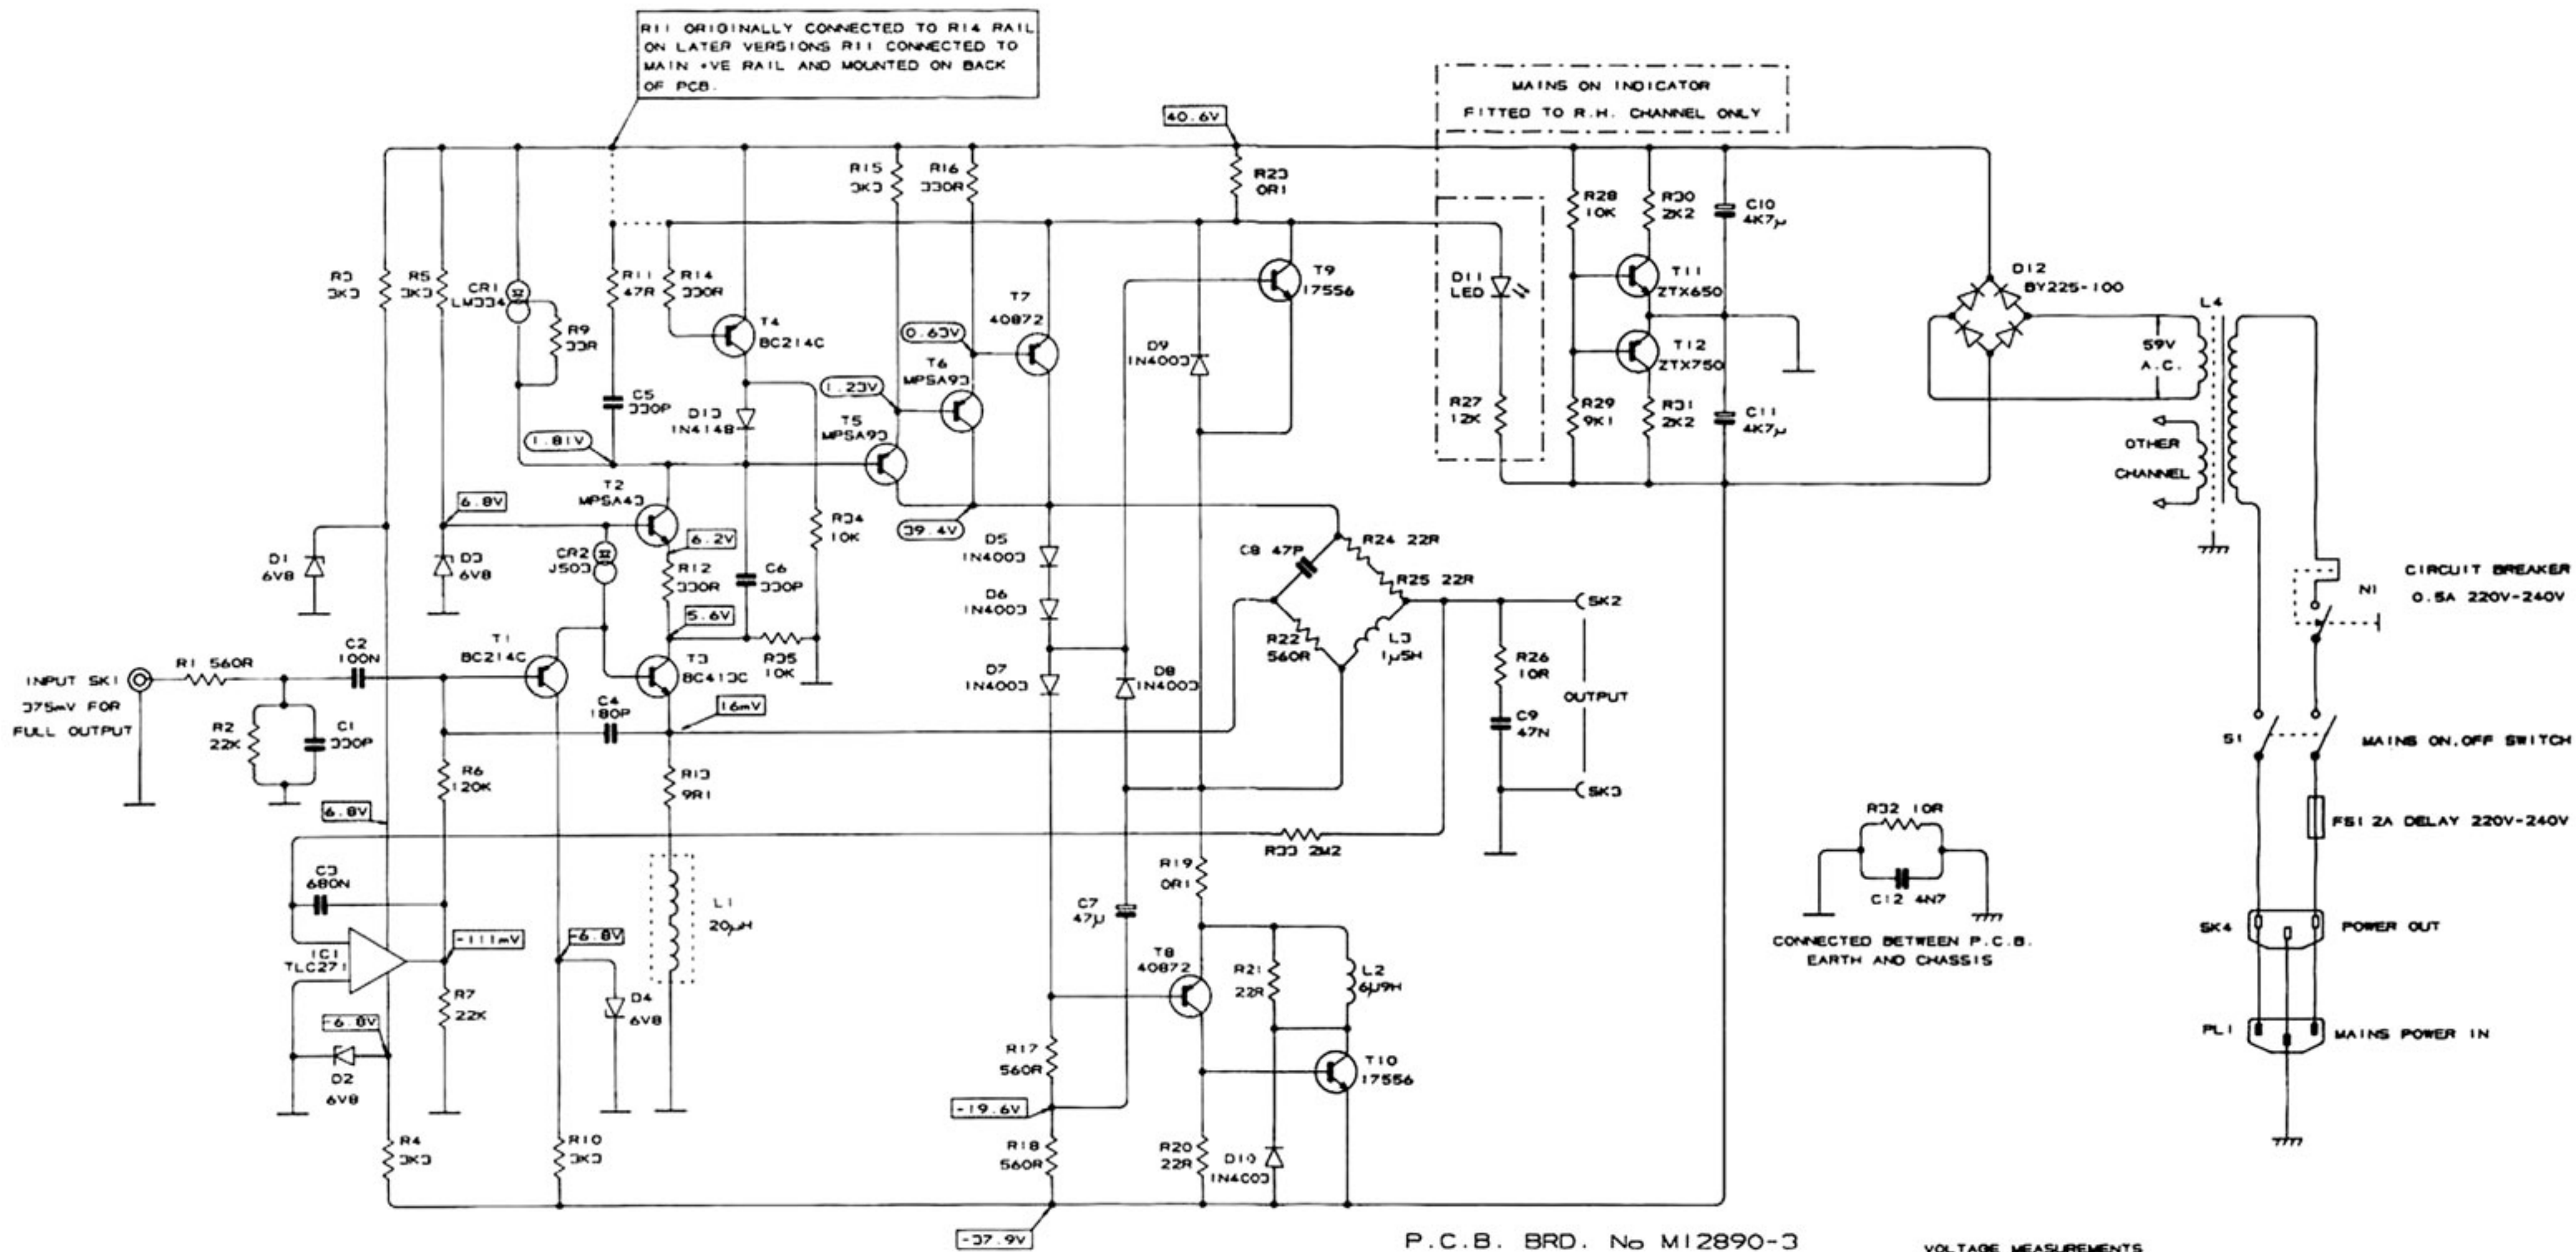 R11 ORIGINALLY CONNECTED TO R14 RAIL
ON LATER VERSIONS R11 CONNECTED TO
MAIN +VE RAIL AND MOUNTED ON BACK
OF PCB.
MAINS ON INDICATOR
FITTED TO R.H. CHANNEL ONLY
40.6V
R15
3K3
R16
330R
R23
0R1
R28
10K
R30
2K2
C10
4K7µ
R3
3K3
R5
3K3
CR1
LM334
R9
33R
R11
47R
R14
330R
T4
BC214C
T7
40872
T9
17556
D11
LED
T11
ZTX650
D12
BY225-100
L4
0.63V
T6
MPSA93
D9
1N4003
T12
ZTX750
59V
A.C.
1.23V
C5
330P
D13
1N4148
T5
MPSA93
R27
12K
R29
9K1
R31
2K2
C11
4K7µ
1.81V
OTHER
CHANNEL
T2
MPSA43
6.8V
R34
10K
39.4V
D1
6V8
D3
6V8
CR2
J503
6.2V
R12
330R
C6
330P
D5
1N4003
C8 47P
R24 22R
R25 22R
D6
1N4003
SK2
CIRCUIT BREAKER
0.5A 220V-240V
N1
5.6V
T1
BC214C
C2
100N
R1 560R
T3
BC413C
R35
10K
R22
560R
L3
1µ5H
R26
10R
INPUT SK1
375mV FOR
FULL OUTPUT
D7
1N4003
D8
1N4003
OUTPUT
R2
22K
C1
330P
C4
180P
16mV
C9
47N
S1
MAINS ON.OFF SWITCH
R6
120K
R13
9R1
SK3
6.8V
R33 2M2
R32 10R
C12 4N7
CONNECTED BETWEEN P.C.B.
EARTH AND CHASSIS
FS1 2A DELAY 220V-240V
C3
680N
L1
20µH
R19
0R1
C7
47µ
IC1
TLC271
-111mV
-6.8V
SK4
POWER OUT
T8
40872
R21
22R
L2
6µ9H
R7
22K
D4
6V8
-6.8V
D2
6V8
R17
560R
T10
17556
PL1
MAINS POWER IN
-19.6V
R4
3K3
R10
3K3
R18
560R
R20
22R
D10
1N4003
-37.9V
P.C.B. BRD. No M12890-3
VOLTAGE MEASUREMENTS